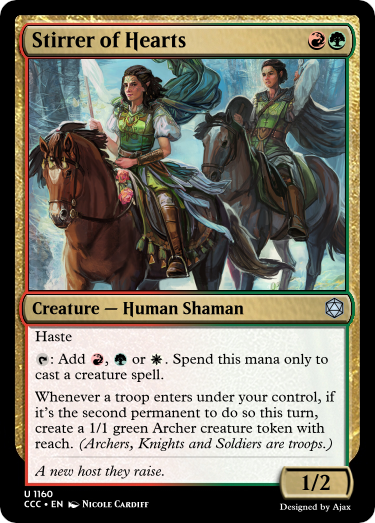 Stirrer of Hearts
Creature — Human Shaman
Haste
: Add , or . Spend this mana only to
cast a creature spell.
Whenever a troop enters under your control, if
it's the second permanent to do so this turn,
create a 1/1 green Archer creature token with
reach. (Archers, Knights and Soldiers are troops.)
A new host they raise.
1/2
U 1160
CCC • EN Nicole Cardiff
Designed by Ajax